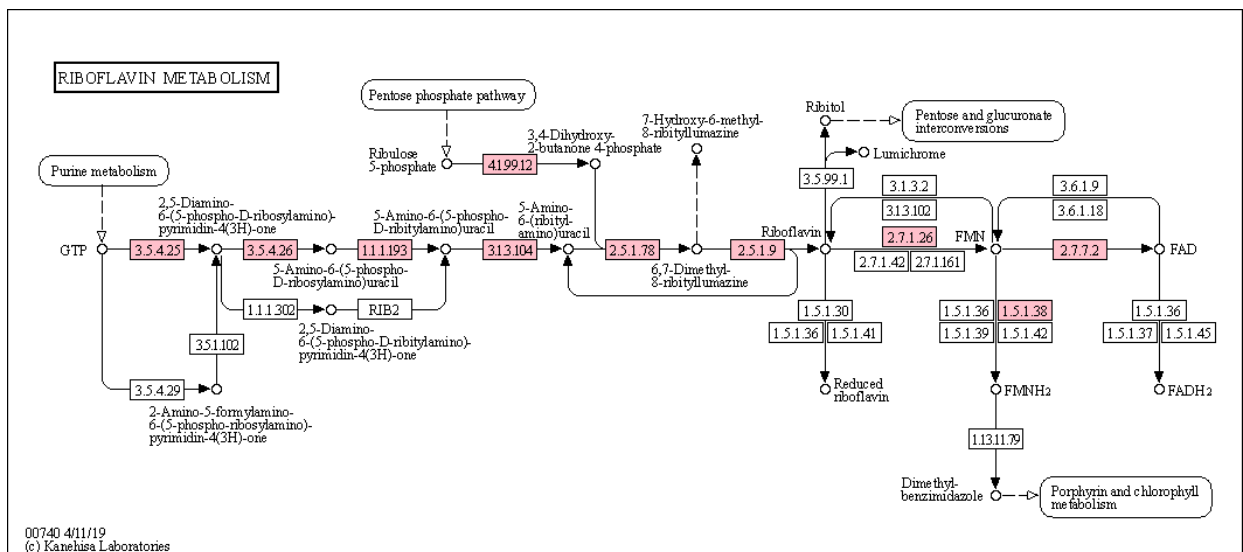 RIBOFLAVIN METABOLISM
Pentose phosphate pathway
Ribitol
Pentose and glucuronate
interconversions
7-Hydroxy-6-methyl-
8-ribityllumazine
3,4-Dihydroxy-
2-butanone 4-phosphate
Lumichrome
Ribulose
5-phosphate
4.1.99.12
Purine metabolism
3.5.99.1
3.1.3.2
3.6.1.9
2,5-Diamino-
6-(5-phospho-D-ribosylamino)-
pyrimidin-4(3H)-one
5-Amino-6-(5-phospho-
D-ribitylamino)uracil
5-Amino-
6-(ribityl-
amino)uracil
3.1.3.102
3.6.1.18
Riboflavin
2.7.1.26
FMN
GTP
3.5.4.25
3.5.4.26
1.1.1.193
3.1.3.104
2.5.1.78
2.5.1.9
2.7.7.2
FAD
2.7.1.42
2.7.1.161
5-Amino-6-(5-phospho-
D-ribosylamino)uracil
6,7-Dimethyl-
8-ribityllumazine
1.1.1.302
RIB2
1.5.1.30
1.5.1.36
1.5.1.38
1.5.1.36
2,5-Diamino-
6-(5-phospho-D-ribitylamino)-
pyrimidin-4(3H)-one
1.5.1.36
1.5.1.41
1.5.1.39
1.5.1.42
1.5.1.37
1.5.1.45
3.5.1.102
3.5.4.29
Reduced
riboflavin
FMNH2
FADH2
2-Amino-5-formylamino-
6-(5-phospho-ribosylamino)-
pyrimidin-4(3H)-one
1.13.11.79
Dimethyl-
benzimidazole
Porphyrin and chlorophyll
metabolism
00740 4/11/19
(c) Kanehisa Laboratories